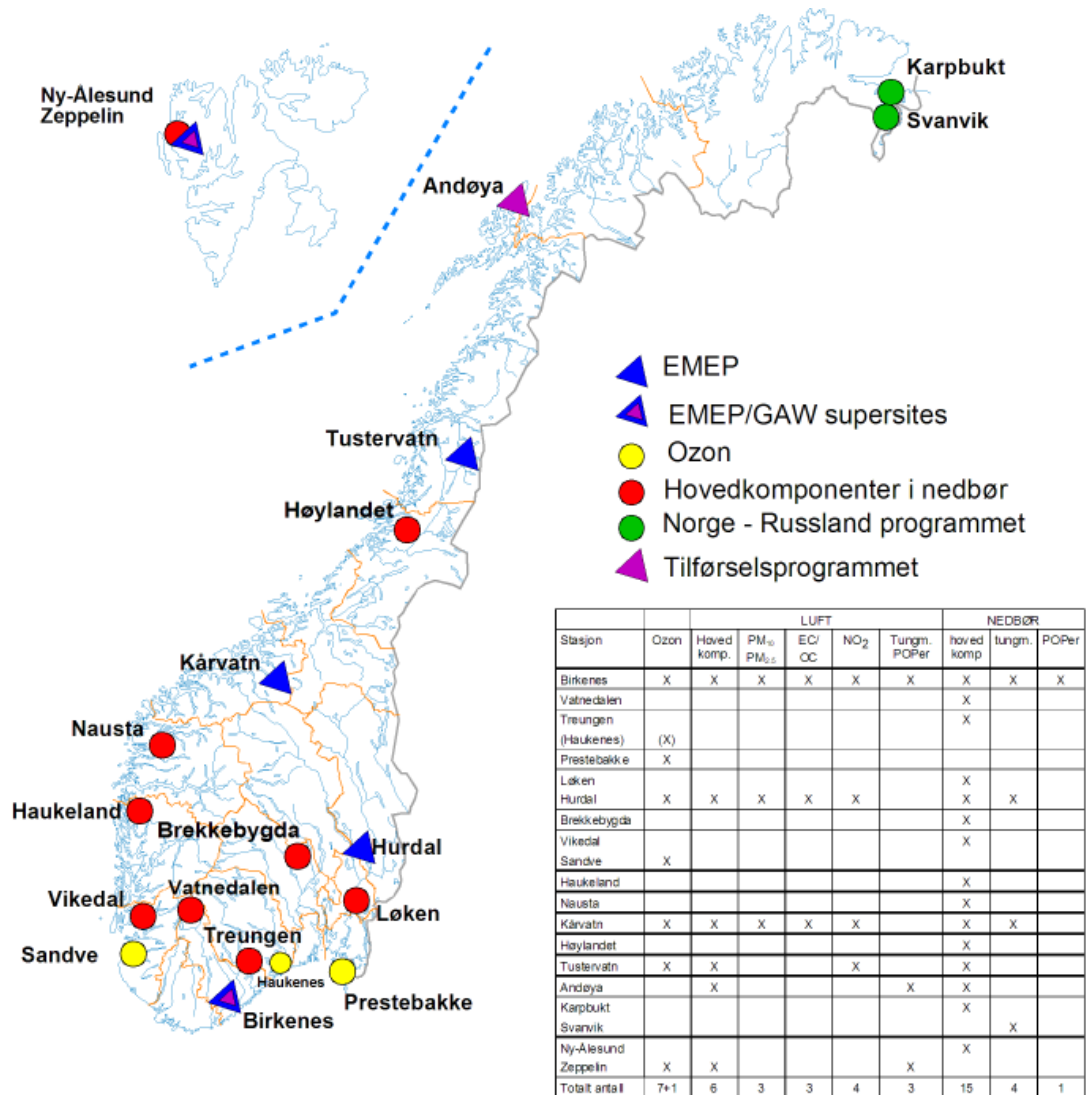 Ny-Ålesund
Zeppelin
Karpbukt
Svanvik
Andøya
EMEP
EMEP/GAW supersites
Ozon
Hovedkomponenter i nedbør
Norge - Russland programmet
Tilførselsprogrammet
Tustervatn
Høylandet
Kårvatn
Nausta
Haukeland
Brekkebygda
Hurdal
Vikedal
Vatnedalen
Løken
Sandve
Treungen
Haukenes
Prestebakke
Birkenes
LUFT NEDBØR
Stasjon Ozon Hoved komp. PM10 PM2.5 EC/ OC NO2 Tungm. POPer hoved komp tungm. POPer
Birkenes X X X X X X X X X
Vatnedalen X
Treungen X
(Haukenes) (X)
Prestebakke X
Løken X
Hurdal X X X X X X X
Brekkebygda X
Vikedal X
Sandve X
Haukeland X
Nausta X
Kårvatn X X X X X X X
Høylandet X
Tustervatn X X X X
Andøya X X X
Karpbukt X
Svanvik X
Ny-Ålesund X
Zeppelin X X X
Totalt antall 7+1 6 3 3 4 3 15 4 1